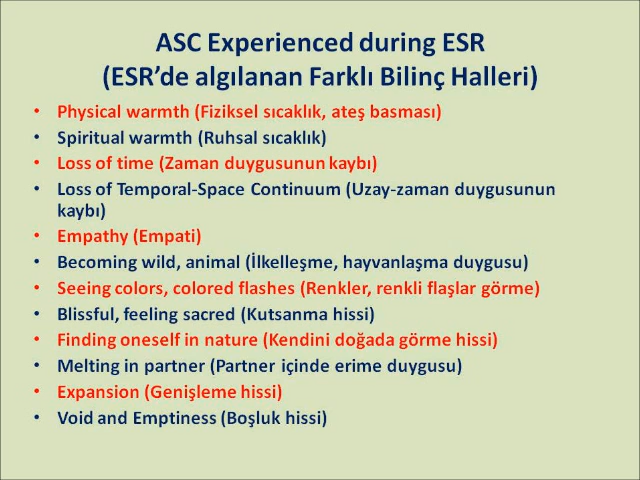 ASC Experienced during ESR
(ESR’de algılanan Farklı Bilinç Halleri)
• Physical warmth (Fiziksel sıcaklık, ateş basması)
• Spiritual warmth (Ruhsal sıcaklık)
• Loss of time (Zaman duygusunun kaybı)
• Loss of Temporal-Space Continuum (Uzay-zaman duygusunun
kaybı)
• Empathy (Empati)
• Becoming wild, animal (İlkelleşme, hayvanlaşma duygusu)
• Seeing colors, colored flashes (Renkler, renkli flaşlar görme)
• Blissful, feeling sacred (Kutsanma hissi)
• Finding oneself in nature (Kendini doğada görme hissi)
• Melting in partner (Partner içinde erime duygusu)
• Expansion (Genişleme hissi)
• Void and Emptiness (Boşluk hissi)